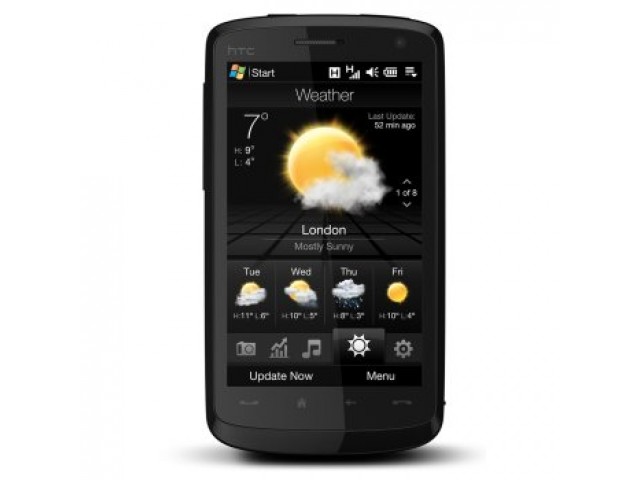 hTC
Start H H
Weather
7°
Last Update:
52 min ago
H: 9°
L: 4°
1 of 8
London
Mostly Sunny
Tue Wed Thu Fri
H:11° L:6° H:10° L:5° H:8° L:3° H:10° L:4°
Update Now Menu